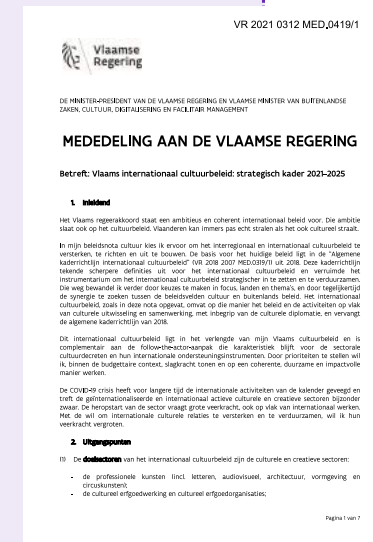 VR 2021 0312 MED.0419/1
Vlaamse
Regering
DE MINISTER-PRESIDENT VAN DE VLAAMSE REGERING EN VLAAMSE MINISTER VAN BUITENLANDSE
ZAKEN, CULTUUR, DIGITALISERING EN FACILITAIR MANAGEMENT
MEDEDELING AAN DE VLAAMSE REGERING
Betreft: Vlaams internationaal cultuurbeleid: strategisch kader 2021-2025
1. Inleidend
Het Vlaams regeerakkoord staat een ambitieus en coherent internationaal beleid voor. Die ambitie
slaat ook op het cultuurbeleid. Vlaanderen kan immers pas echt stralen als het ook cultureel straalt.
In mijn beleidsnota cultuur kies ik ervoor om het interregionaal en internationaal cultuurbeleid te
versterken, te richten en uit te bouwen. De basis voor het huidige beleid ligt in de "Algemene
kaderrichtlijn internationaal cultuurbeleid" (VR 2018 2007 MED.0319/1) uit 2018. Deze kaderrichtlijn
tekende scherpere definities uit voor het internationaal cultuurbeleid en verruimde het
instrumentarium om het internationaal cultuurbeleid strategischer in te zetten en te verduurzamen.
Die weg bewandel ik verder door keuzes te maken in focus, landen en thema's, en door tegelijkertijd
de synergie te zoeken tussen de beleidsvelden cultuur en buitenlands beleid. Het internationaal
cultuurbeleid, zoals in deze nota opgevat, omvat op die manier het beleid en de activiteiten op vlak
van culturele uitwisseling en samenwerking, met inbegrip van de culturele diplomatie, en vervangt
de algemene kaderrichtlijn van 2018.
Dit internationaal cultuurbeleid ligt in het verlengde van mijn Vlaams cultuurbeleid en is
complementair aan de follow-the-actor-aanpak die karakteristiek blijft voor de sectorale
cultuurdecreten en hun internationale ondersteuningsinstrumenten. Door prioriteiten te stellen wil
ik, binnen de budgettaire context, slagkracht tonen en op een coherente, duurzame en impactvolle
manier werken.
De COVID-19 crisis heeft voor langere tijd de internationale activiteiten van de kalender geveegd en
treft de geïnternationaliseerde en internationaal actieve culturele en creatieve sectoren bijzonder
zwaar. De heropstart van de sector vraagt grote veerkracht, ook op vlak van internationaal werken.
Met de wil om internationale culturele relaties te versterken en te verduurzamen, wil ik hun
veerkracht vergroten.
2. Uitgangspunten
(1) De doelsectoren van het internationaal cultuurbeleid zijn de culturele en creatieve sectoren:
- de professionele kunsten (incl. letteren, audiovisueel, architectuur, vormgeving en
circuskunsten);
- de cultureel erfgoedwerking en cultureel erfgoedorganisaties;
Pagina 1 van 7